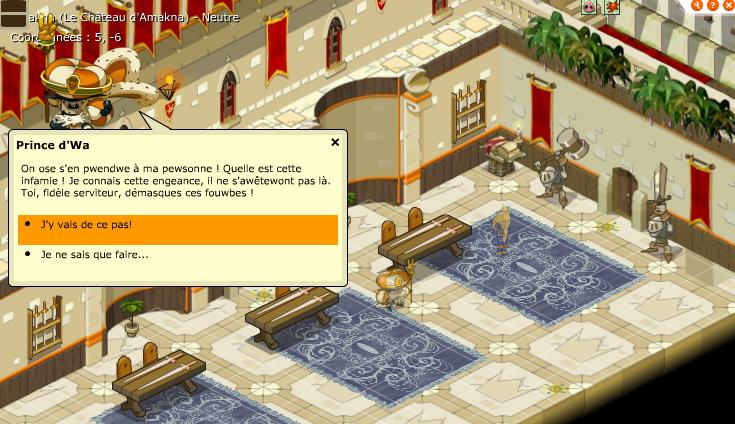 (Le Château d'Amakna) - Neutre
: 5, -6
Prince d'Wa
On ose s'en pwendwe à ma pewsonne ! Quelle est cette
infamie ! Je connais cette engeance, il ne s'awêtewont pas là.
Toi, fidèle serviteur, démasques ces fouwbes !
J'y vais de ce pas!
Je ne sais que faire...